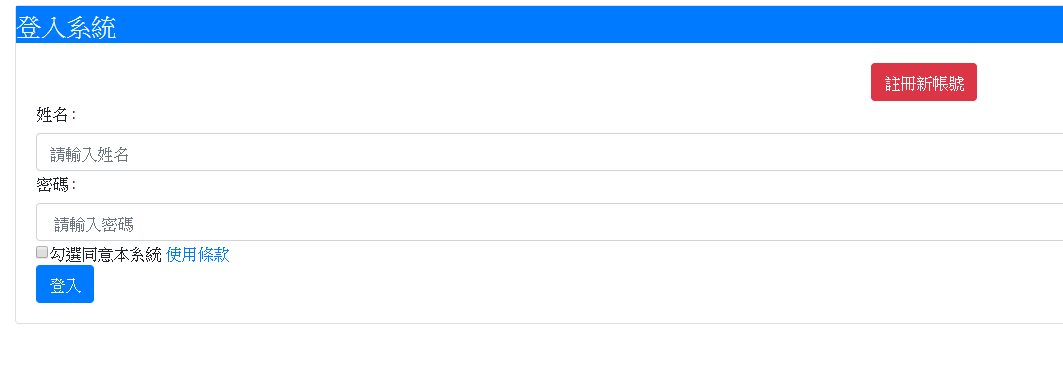 登入系統
註冊新帳號
姓名:
請輸入姓名
密碼:
請輸入密碼
勾選同意本系統 使用條款
登入